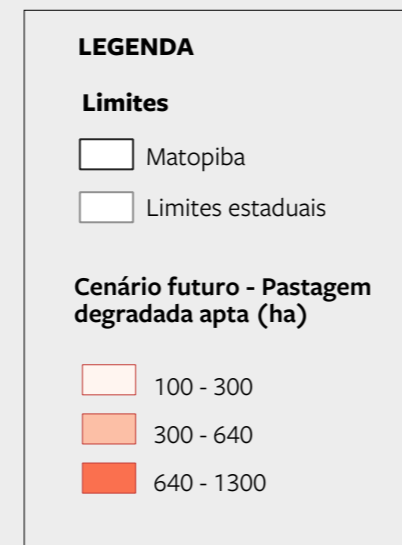 LEGENDA
Limites
Matopiba
Limites estaduais
Cenário futuro - Pastagem
degradada apta (ha)
100 - 300
300 - 640
640 - 1300